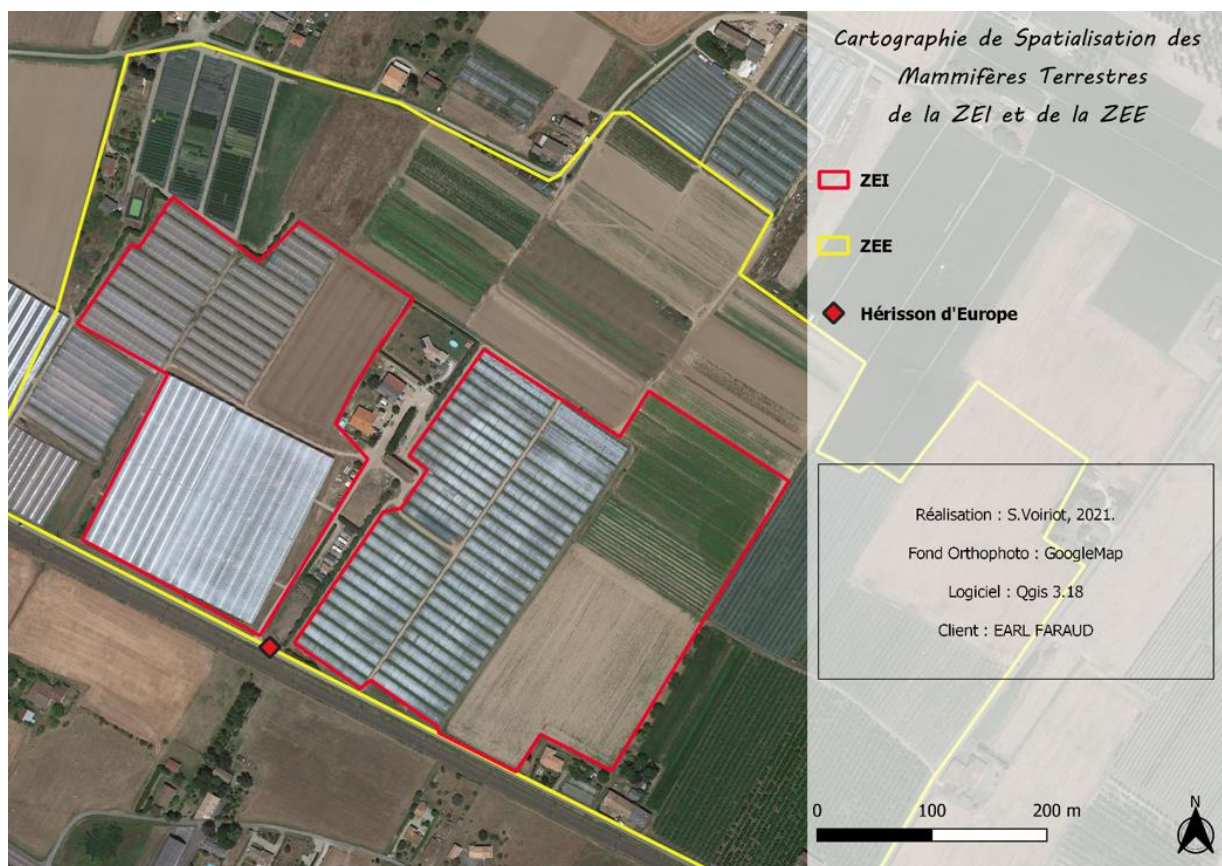 Cartographie de Spatialisation des
Mammifères Terrestres
de la ZEI et de la ZEE
ZEI
ZEE
Hérisson d'Europe
Réalisation : S.Voiriot, 2021.
Fond Orthophoto : GoogleMap
Logiciel : Qgis 3.18
Client : EARL FARAUD
0 100 200 m
N